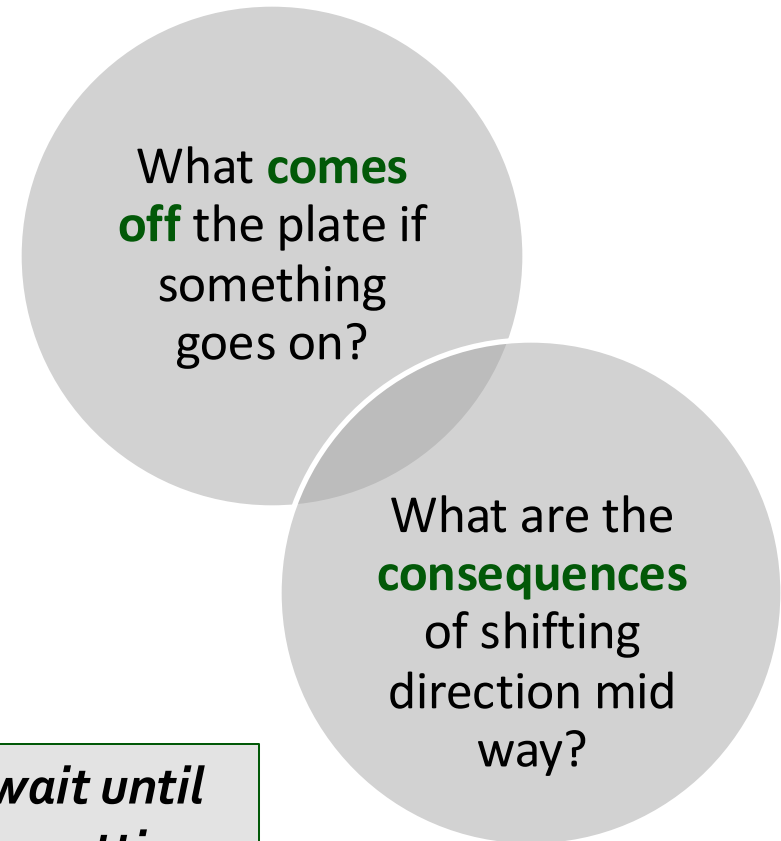 What comes
off the plate if
something
goes on?
What are the
consequences
of shifting
direction mid
way?
wait until